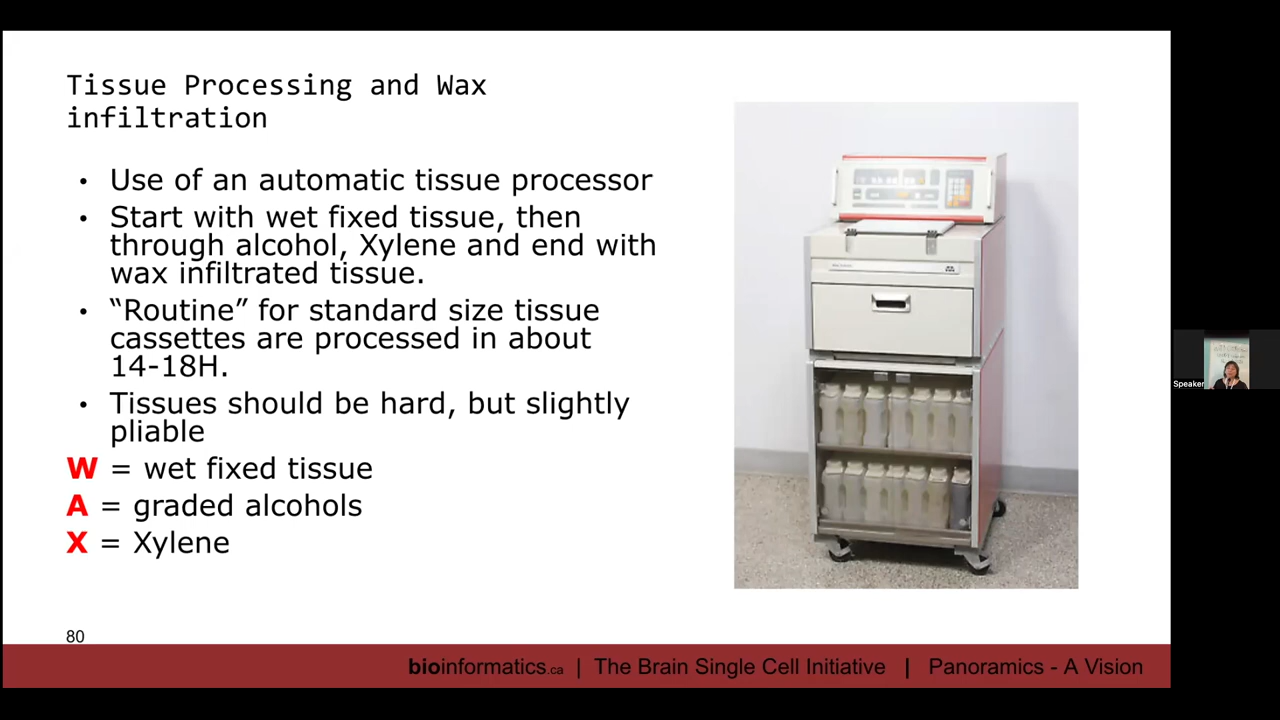 Tissue Processing and Wax
infiltration
• Use of an automatic tissue processor
• Start with wet fixed tissue, then
through alcohol, Xylene and end with
wax infiltrated tissue.
• “Routine” for standard size tissue
cassettes are processed in about
14-18H.
• Tissues should be hard, but slightly
pliable
W = wet fixed tissue
A = graded alcohols
X = Xylene
80
bioinformatics.ca | The Brain Single Cell Initiative | Panoramics - A Vision
Speaker